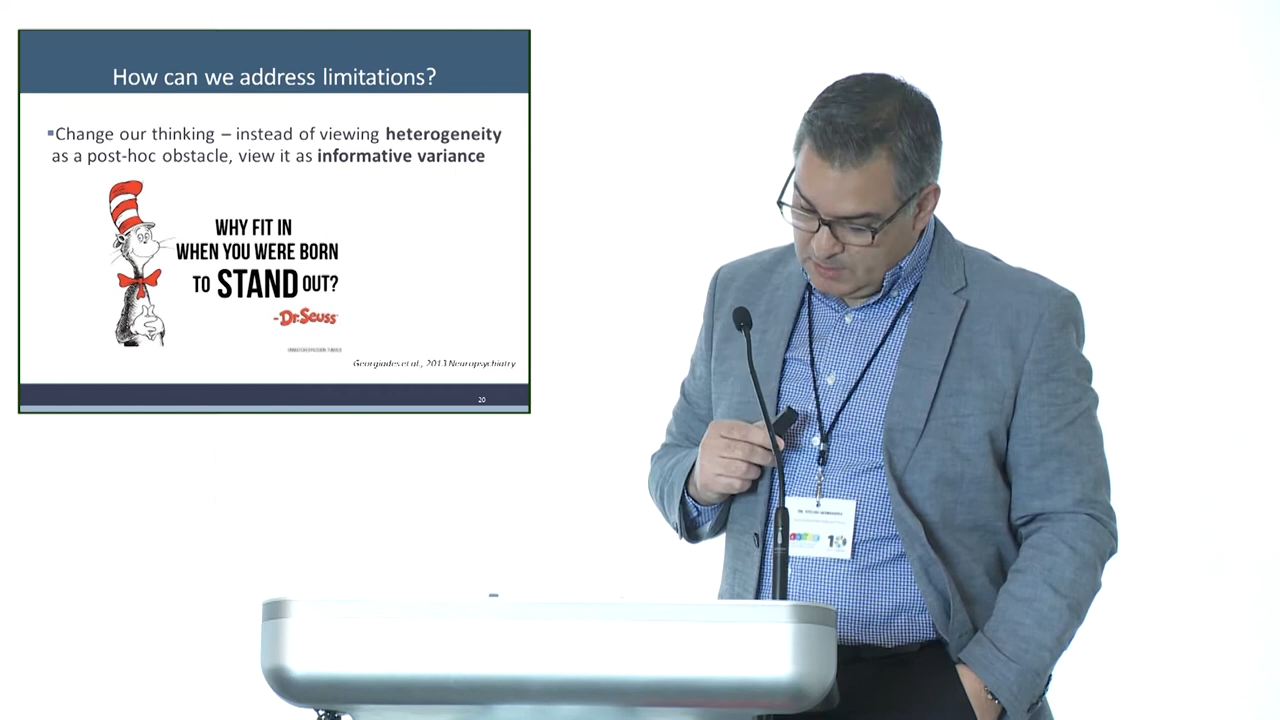 How can we address limitations?
▪Change our thinking – instead of viewing heterogeneity
as a post-hoc obstacle, view it as informative variance
WHY FIT IN
WHEN YOU WERE BORN
TO STAND OUT?
-Dr. Seuss
Georgiades et al., 2013 Neuropsychiatry
20
10